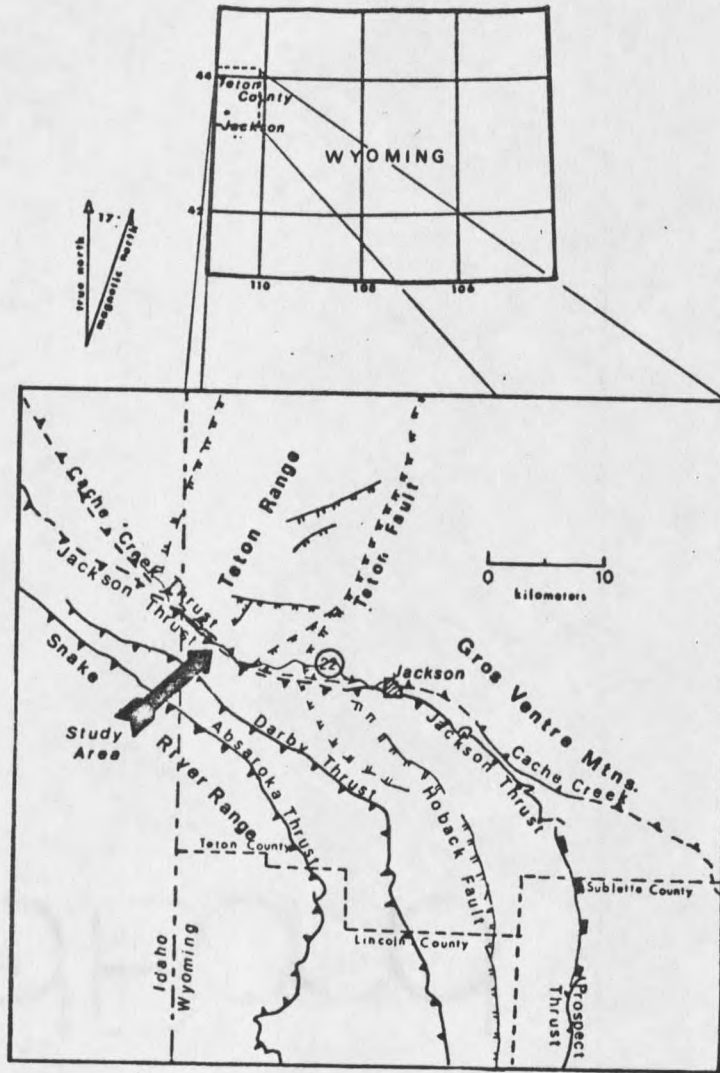 44
Teton
County
Jackson
WYOMING
42
110
108
106
true north
17°
magnetic north
Cache Creek Thrust
Jackson
Thrust
Teton Range
Teton Fault
0 10
kilometers
Snake
River Range
Study
Area
22
Jackson
Gros Ventre Mtns.
Cache Creek
Jackson Thrust
Darby Thrust
Absaroka Thrust
Hoback Fault
Teton County
Sublette County
Lincoln County
Idaho
Wyoming
Prospect
Thrust